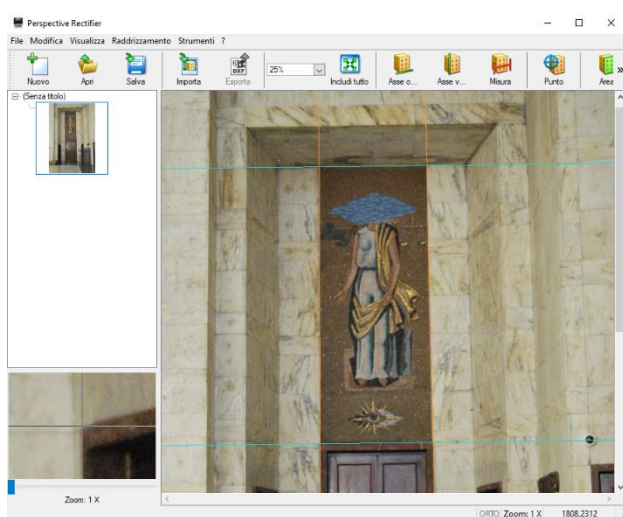 Perspective Rectifier
File Modifica Visualizza Raddrizzamento Strumenti ?
Nuovo Apri Salva Importa Esporta 25% Includi tutto Asse o... Asse v... Misura Punto Area »
DXF
(Senza titolo)
Zoom: 1 X
ORTO Zoom: 1 X 1808.2312